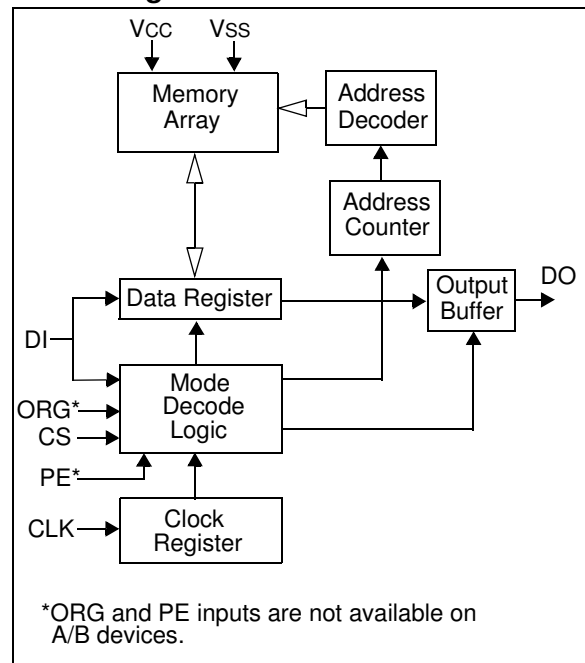 VCC
VSS
Memory
Array
Address
Decoder
Address
Counter
Data Register
Output
Buffer
DO
DI
Mode
Decode
Logic
ORG*
CS
PE*
CLK
Clock
Register
*ORG and PE inputs are not available on
A/B devices.